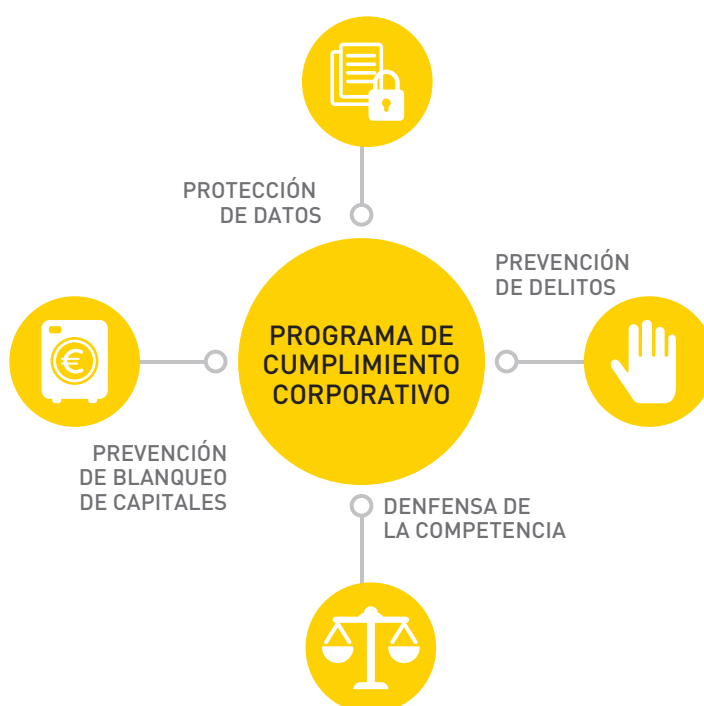 PROTECCIÓN
DE DATOS
PREVENCIÓN
DE DELITOS
PROGRAMA DE
CUMPLIMIENTO
CORPORATIVO
€
PREVENCIÓN
DE BLANQUEO
DE CAPITALES
DENFENSA DE
LA COMPETENCIA